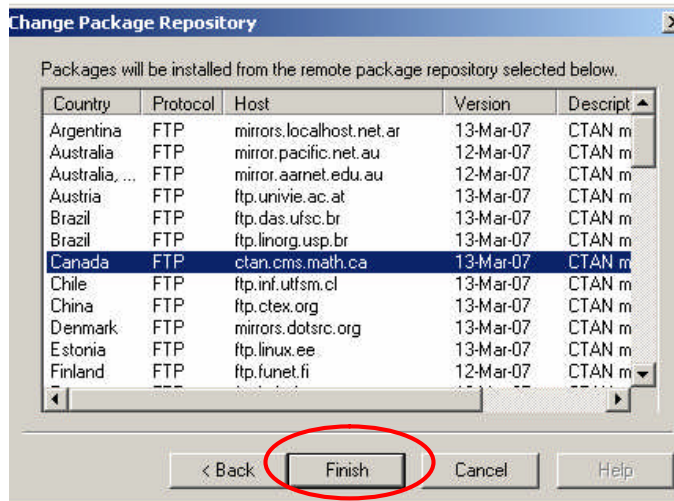 Change Package Repository
Packages will be installed from the remote package repository selected below.
Country Protocol Host Version Descript
Argentina FTP mirrors.localhost.net.ar 13-Mar-07 CTAN m
Australia FTP mirror.pacific.net.au 12-Mar-07 CTAN m
Australia, ... FTP mirror.aarnet.edu.au 12-Mar-07 CTAN m
Austria FTP ftp.univie.ac.at 13-Mar-07 CTAN m
Brazil FTP ftp.das.ufsc.br 13-Mar-07 CTAN m
Brazil FTP ftp.linorg.usp.br 13-Mar-07 CTAN m
Canada FTP ctan.cms.math.ca 13-Mar-07 CTAN m
Chile FTP ftp.inf.utfsm.cl 13-Mar-07 CTAN m
China FTP ftp.ctex.org 13-Mar-07 CTAN m
Denmark FTP mirrors.dotsrc.org 13-Mar-07 CTAN m
Estonia FTP ftp.linux.ee 13-Mar-07 CTAN m
Finland FTP ftp.funet.fi 12-Mar-07 CTAN m
< Back Finish Cancel Help